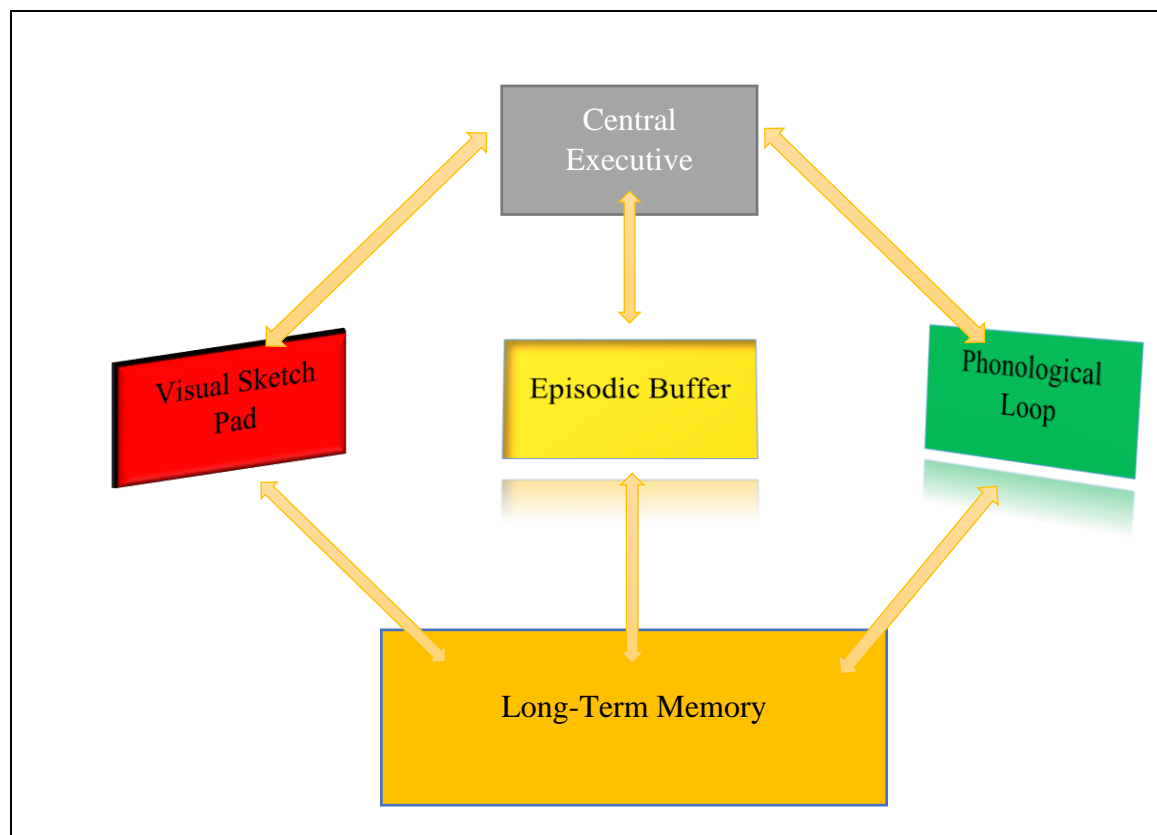 Central
Executive
Visual Sketch
Pad
Episodic Buffer
Phonological
Loop
Long-Term Memory